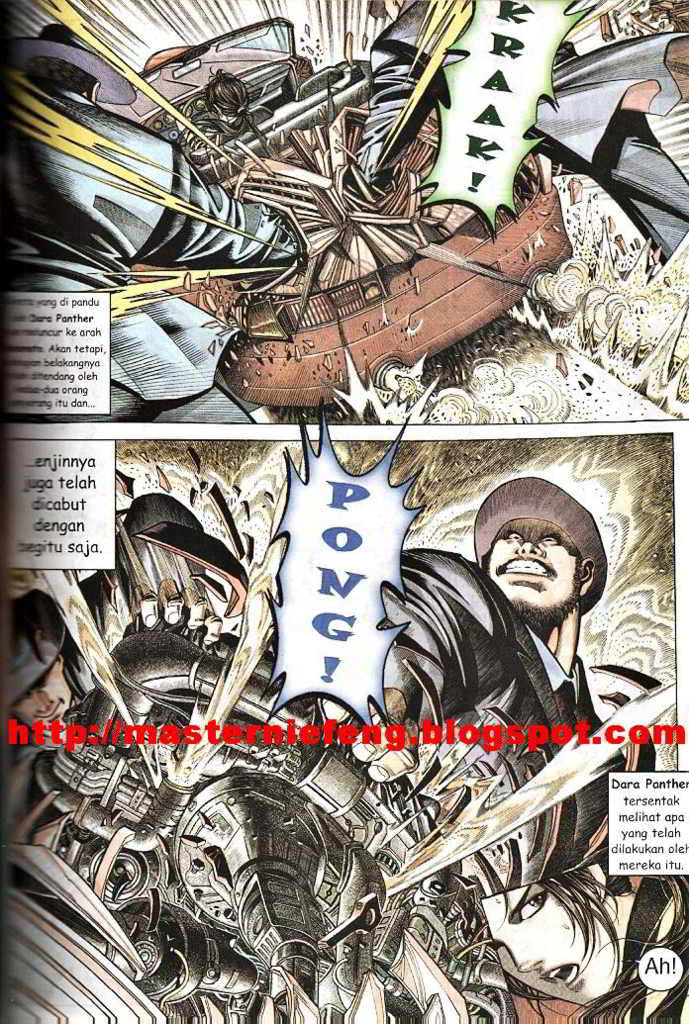 KRAAK!
yang di pandu
Dara Panther
meluncur ke arah
Akan tetapi,
belakangnya
ditendang oleh
dua orang
itu dan...
...enjinnya
juga telah
dicabut
dengan
begitu saja.
PONG!
http://masterniefeng.blogspot.com
Dara Panther
tersentak
melihat apa
yang telah
dilakukan oleh
mereka itu.
Ah!